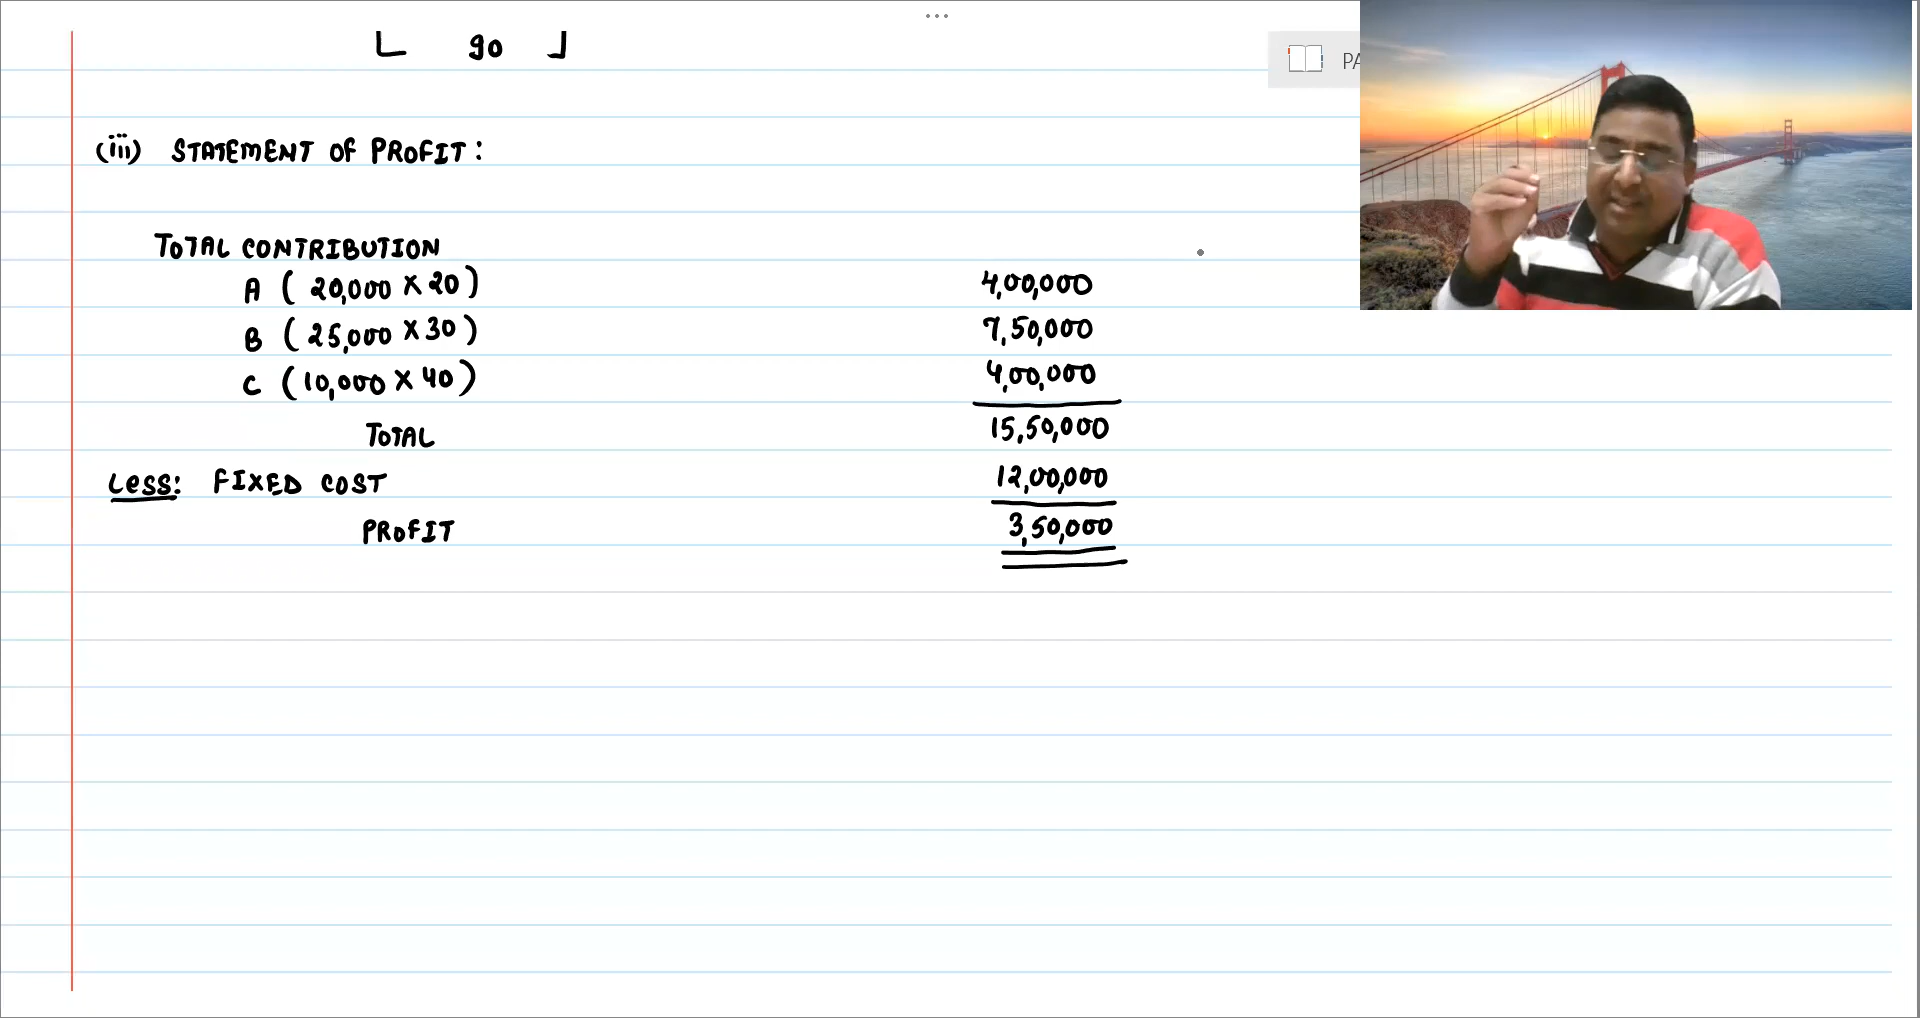 90
PA
(iii) STATEMENT OF PROFIT:
TOTAL CONTRIBUTION
A ( 20,000 X 20 ) 4,00,000
B ( 25,000 X 30 ) 7,50,000
C ( 10,000 X 40 ) 4,00,000
TOTAL 15,50,000
Less: FIXED COST 12,00,000
PROFIT 3,50,000